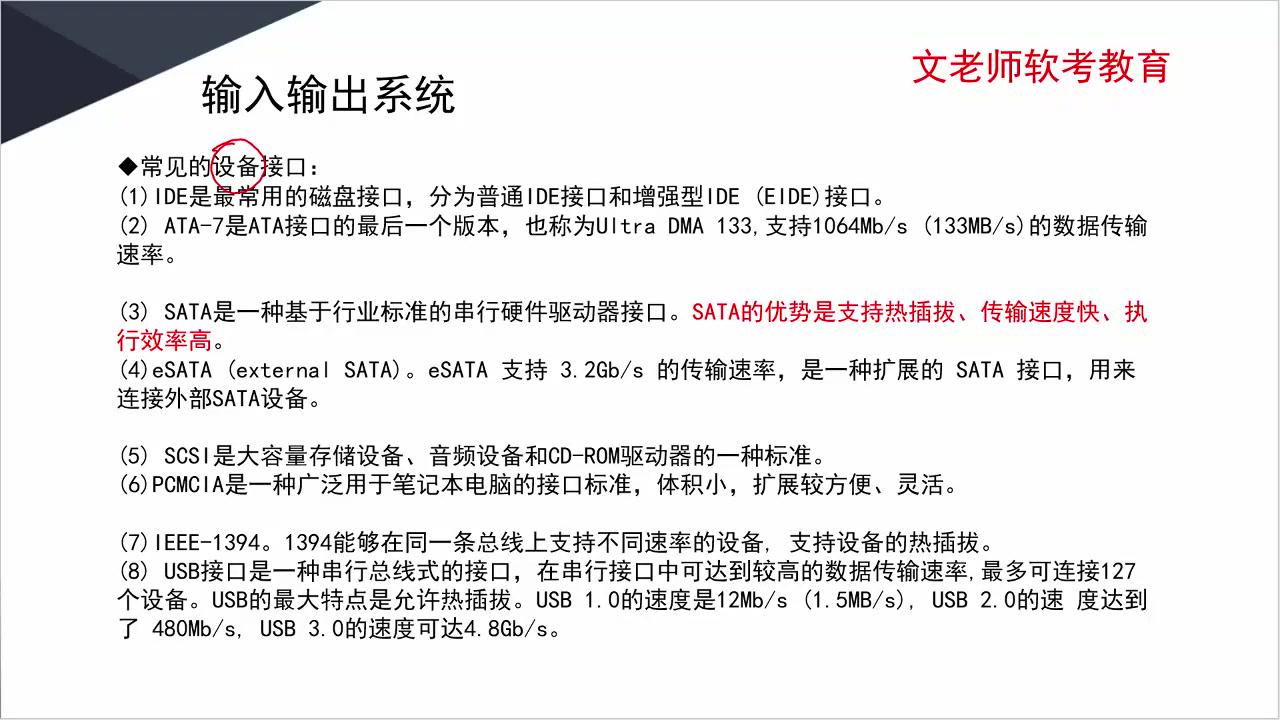 文老师软考教育
输入输出系统
◆常见的设备接口：
(1)IDE是最常用的磁盘接口，分为普通IDE接口和增强型IDE (EIDE)接口。
(2) ATA-7是ATA接口的最后一个版本，也称为Ultra DMA 133,支持1064Mb/s (133MB/s)的数据传输
速率。
(3) SATA是一种基于行业标准的串行硬件驱动器接口。SATA的优势是支持热插拔、传输速度快、执
行效率高。
(4)eSATA (external SATA)。eSATA 支持 3.2Gb/s 的传输速率，是一种扩展的 SATA 接口，用来
连接外部SATA设备。
(5) SCSI是大容量存储设备、音频设备和CD-ROM驱动器的一种标准。
(6)PCMCIA是一种广泛用于笔记本电脑的接口标准，体积小，扩展较方便、灵活。
(7)IEEE-1394。1394能够在同一条总线上支持不同速率的设备, 支持设备的热插拔。
(8) USB接口是一种串行总线式的接口，在串行接口中可达到较高的数据传输速率,最多可连接127
个设备。USB的最大特点是允许热插拔。USB 1.0的速度是12Mb/s (1.5MB/s), USB 2.0的速 度达到
了 480Mb/s, USB 3.0的速度可达4.8Gb/s。